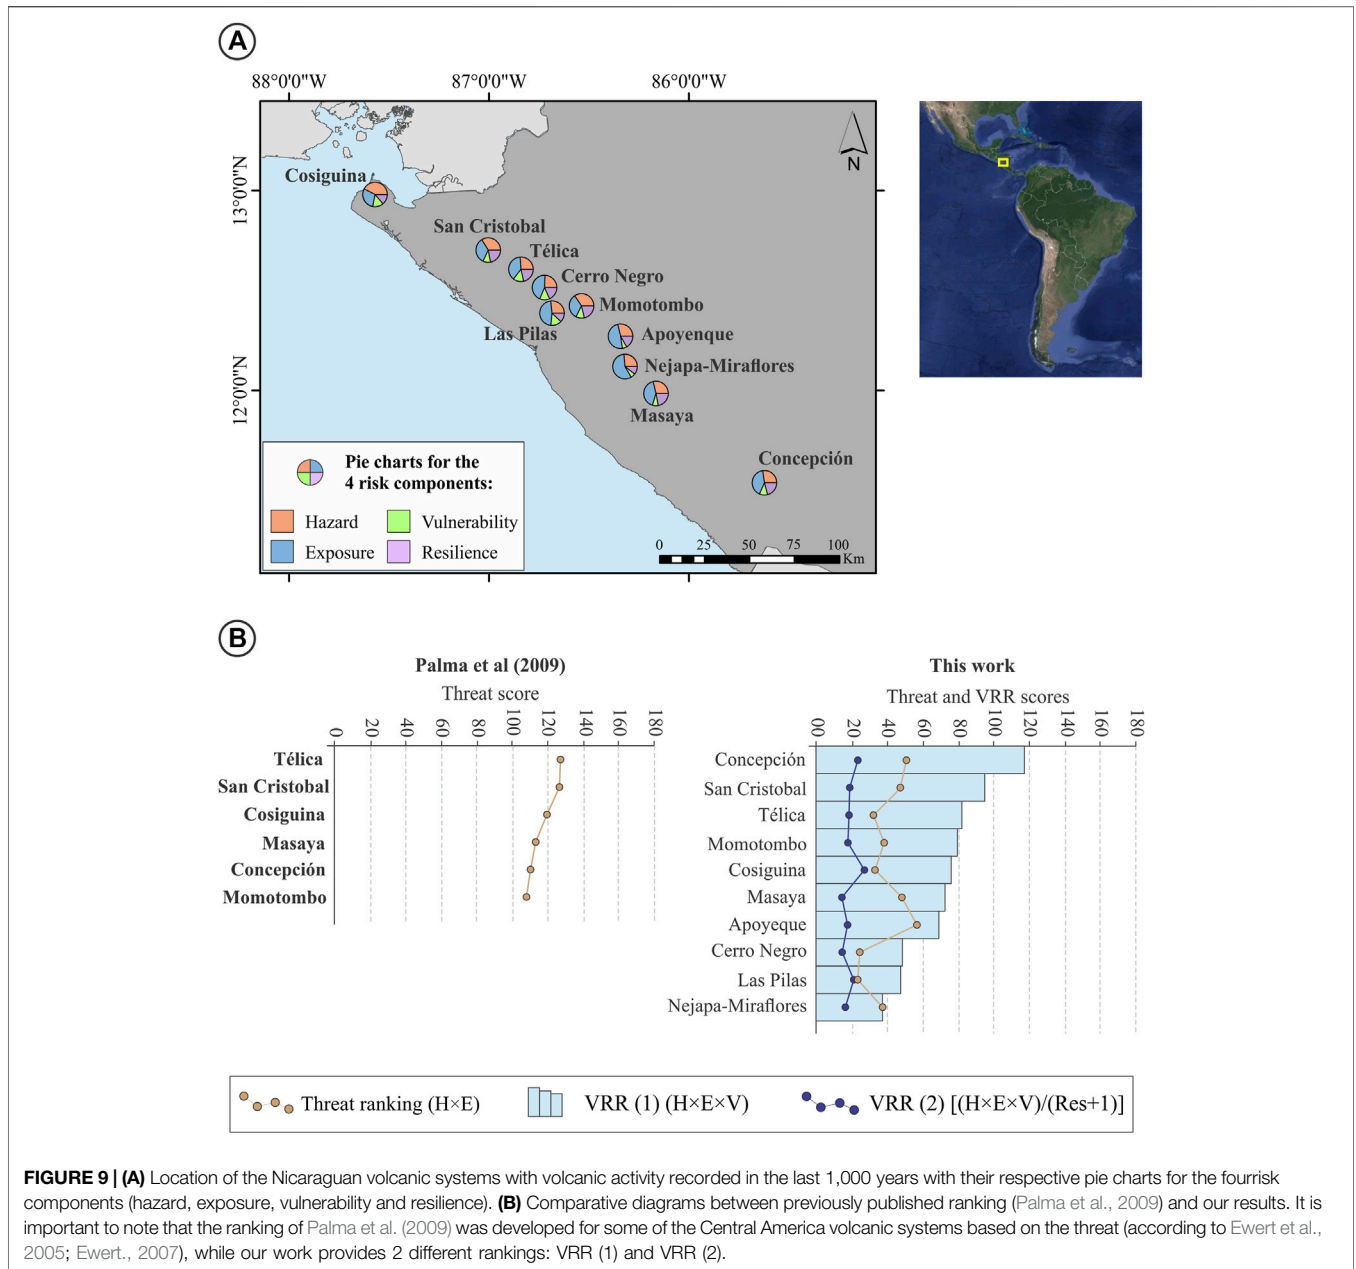 A
88°0'0"W 87°0'0"W 86°0'0"W
13°0'0"N
12°0'0"N
N
Cosiguina
San Cristobal
Télica
Cerro Negro
Momotombo
Las Pilas
Apoyenque
Nejapa-Miraflores
Masaya
Concepción
Pie charts for the
4 risk components:
Hazard Vulnerability
Exposure Resilience
0 25 50 75 100
Km
B
Palma et al (2009)
Threat score
0 20 40 60 80 100 120 140 160 180
Télica
San Cristobal
Cosiguina
Masaya
Concepción
Momotombo
This work
Threat and VRR scores
00 20 40 60 80 100 120 140 160 180
Concepción
San Cristobal
Télica
Momotombo
Cosiguina
Masaya
Apoyeque
Cerro Negro
Las Pilas
Nejapa-Miraflores
Threat ranking (H×E) VRR (1) (H×E×V) VRR (2) [(H×E×V)/(Res+1)]
FIGURE 9 | (A) Location of the Nicaraguan volcanic systems with volcanic activity recorded in the last 1,000 years with their respective pie charts for the fourrisk
components (hazard, exposure, vulnerability and resilience). (B) Comparative diagrams between previously published ranking (Palma et al., 2009) and our results. It is
important to note that the ranking of Palma et al. (2009) was developed for some of the Central America volcanic systems based on the threat (according to Ewert et al.,
2005; Ewert., 2007), while our work provides 2 different rankings: VRR (1) and VRR (2).